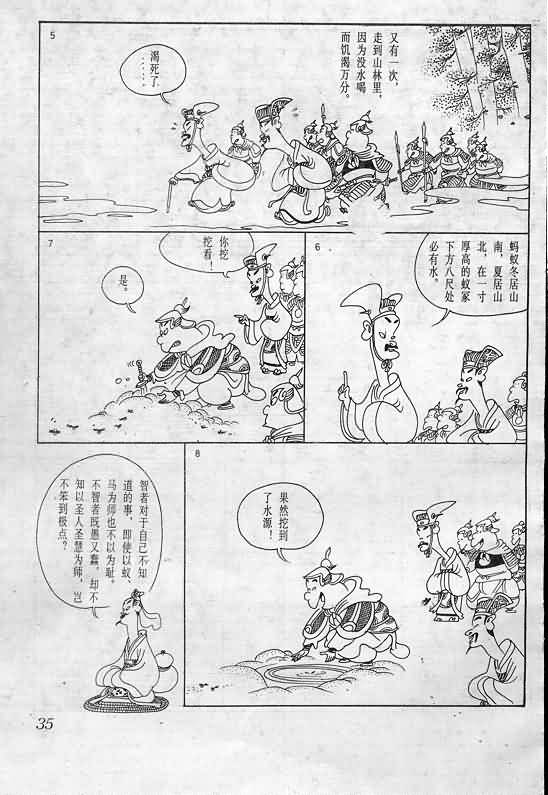 5
又有一次，
走到山林里，
因为没水喝
而饥渴万分。
渴死了
……
6
蚂蚁冬居山
南，夏居山
北，在一寸
厚高的蚁冢
下方八尺处
必有水。
7
你挖
挖看！
是。
8
果然挖到
了水源！
智者对于自己不知
道的事，即使以蚁、
马为师也不以为耻。
不智者既愚又蠢，却不
知以圣人圣慧为师，岂
不笨到极点？
35